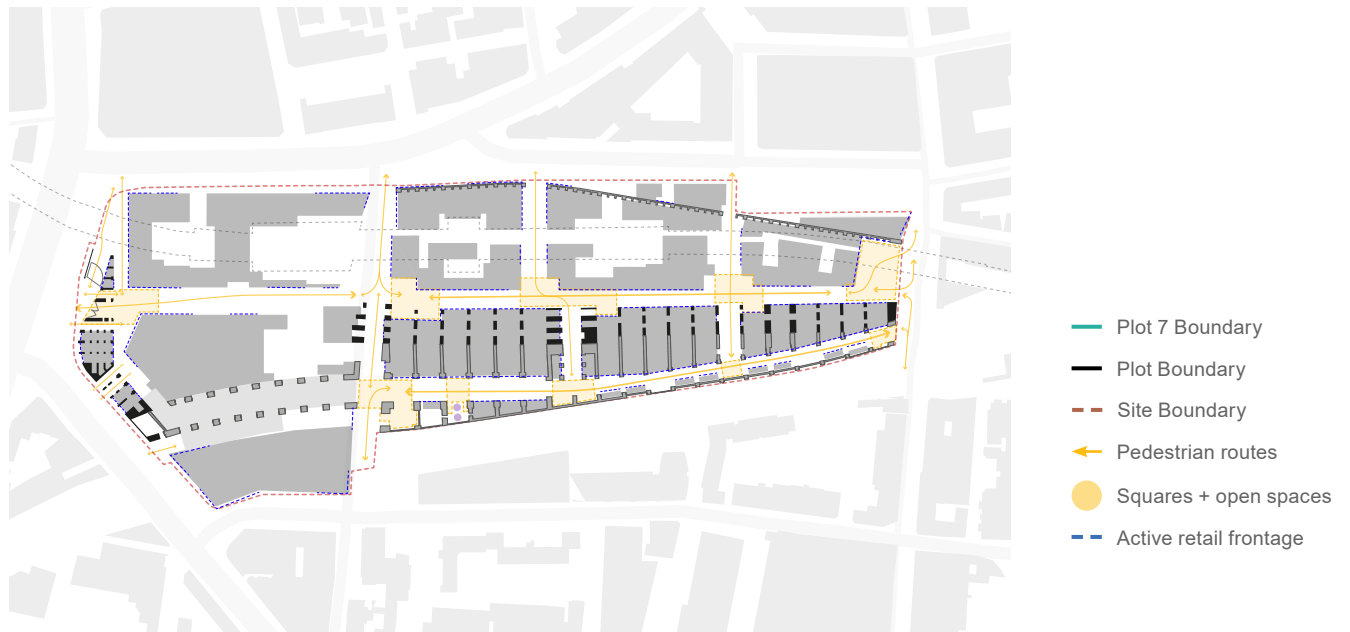 Plot 7 Boundary
Plot Boundary
Site Boundary
Pedestrian routes
Squares + open spaces
Active retail frontage